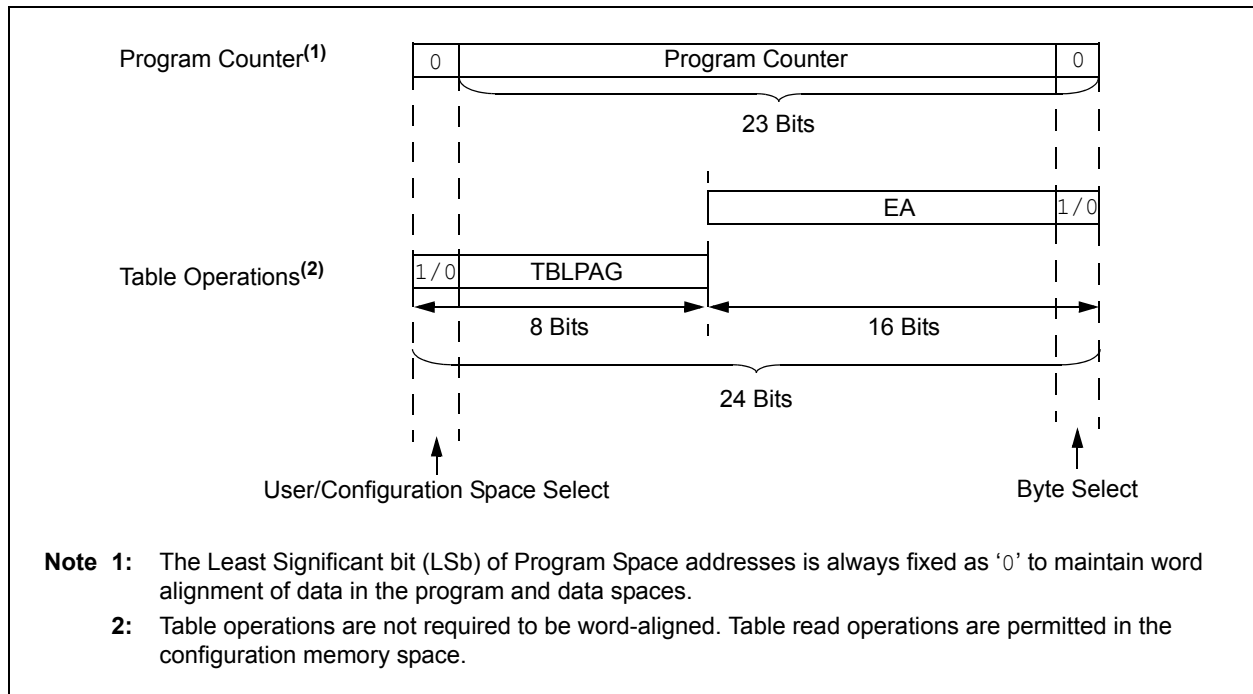 Program Counter(1)
0 Program Counter 0
23 Bits
EA 1/0
Table Operations(2)
1/0 TBLPAG
8 Bits 16 Bits
24 Bits
User/Configuration Space Select Byte Select
Note 1: The Least Significant bit (LSb) of Program Space addresses is always fixed as ‘0’ to maintain word
alignment of data in the program and data spaces.
2: Table operations are not required to be word-aligned. Table read operations are permitted in the
configuration memory space.